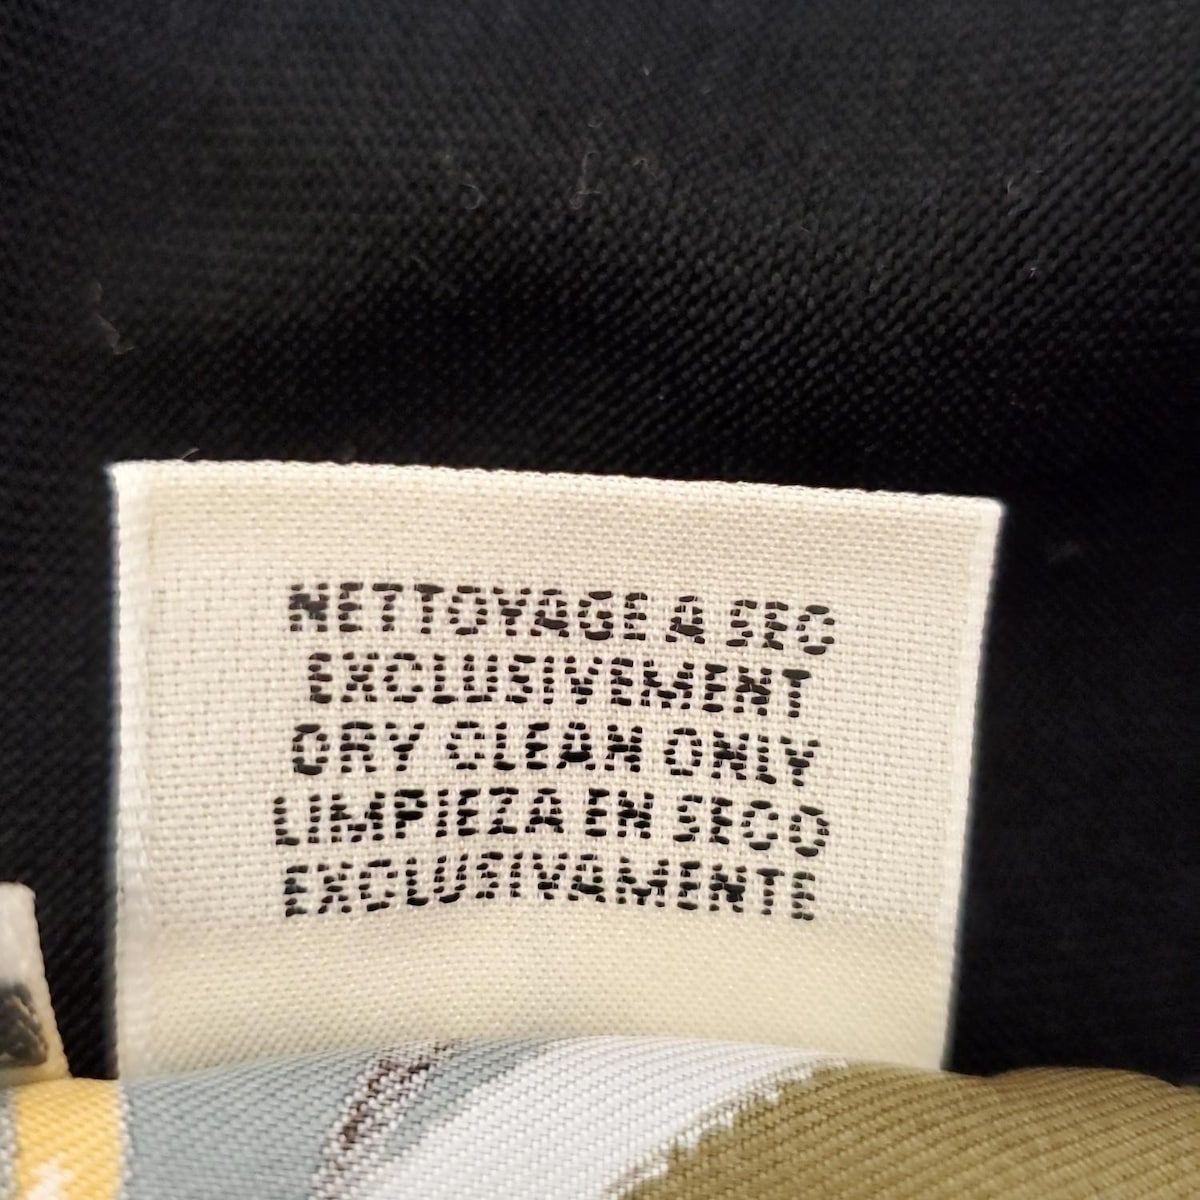 NETTOYAGE A SEC
EXCLUSIVEMENT
DRY CLEAN ONLY
LIMPIEZA EN SECO
EXCLUSIVAMENTE